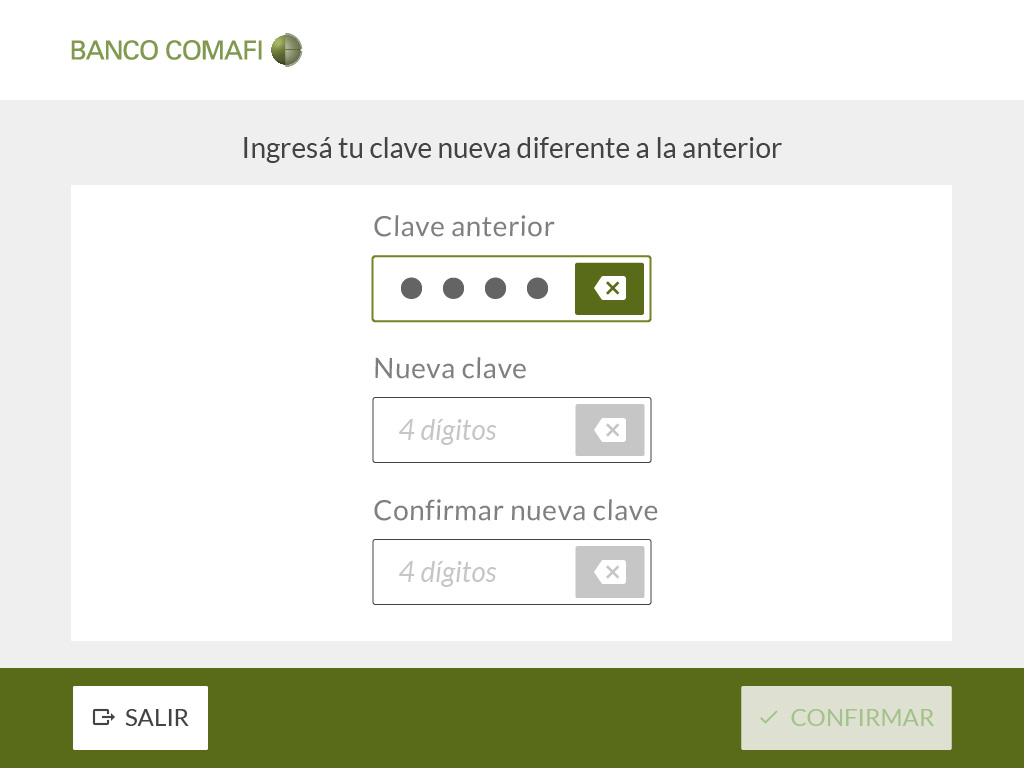 BANCO COMAFI
Ingresá tu clave nueva diferente a la anterior
Clave anterior
Nueva clave
4 dígitos
Confirmar nueva clave
4 dígitos
SALIR
CONFIRMAR